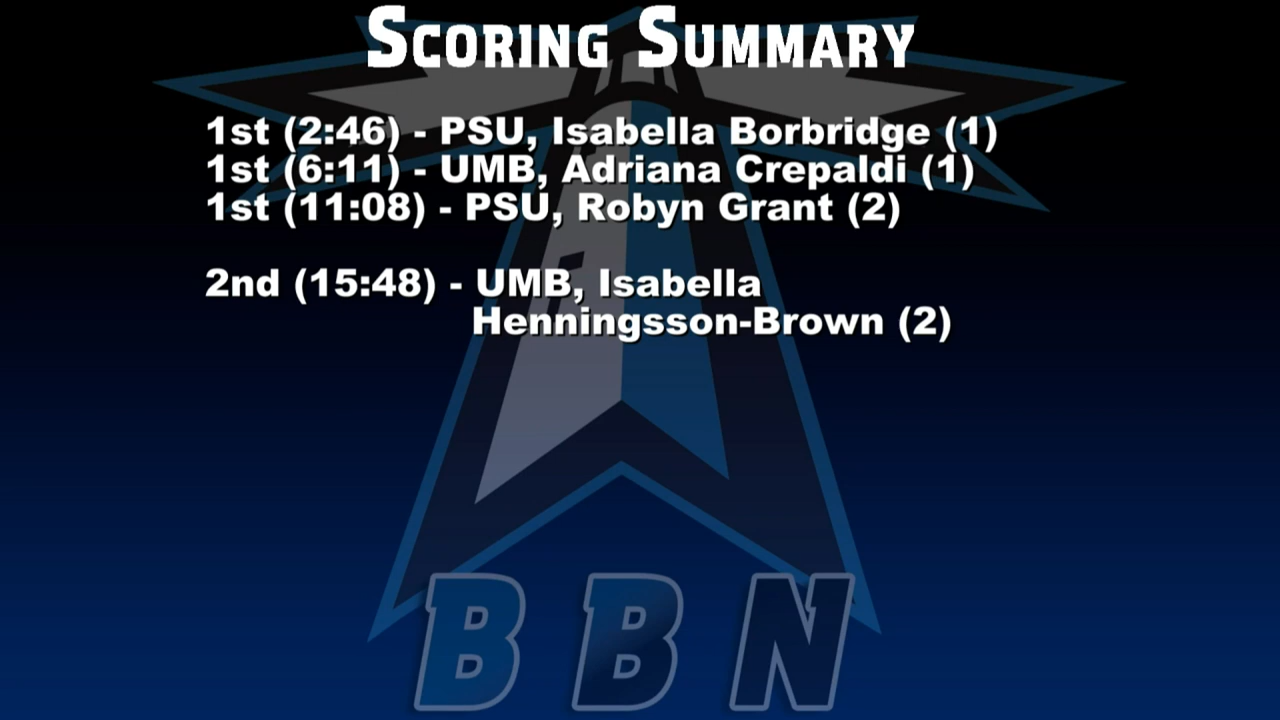 SCORING SUMMARY
1st (2:46) - PSU, Isabella Borbridge (1)
1st (6:11) - UMB, Adriana Crepaldi (1)
1st (11:08) - PSU, Robyn Grant (2)
2nd (15:48) - UMB, Isabella
Henningsson-Brown (2)
BBN